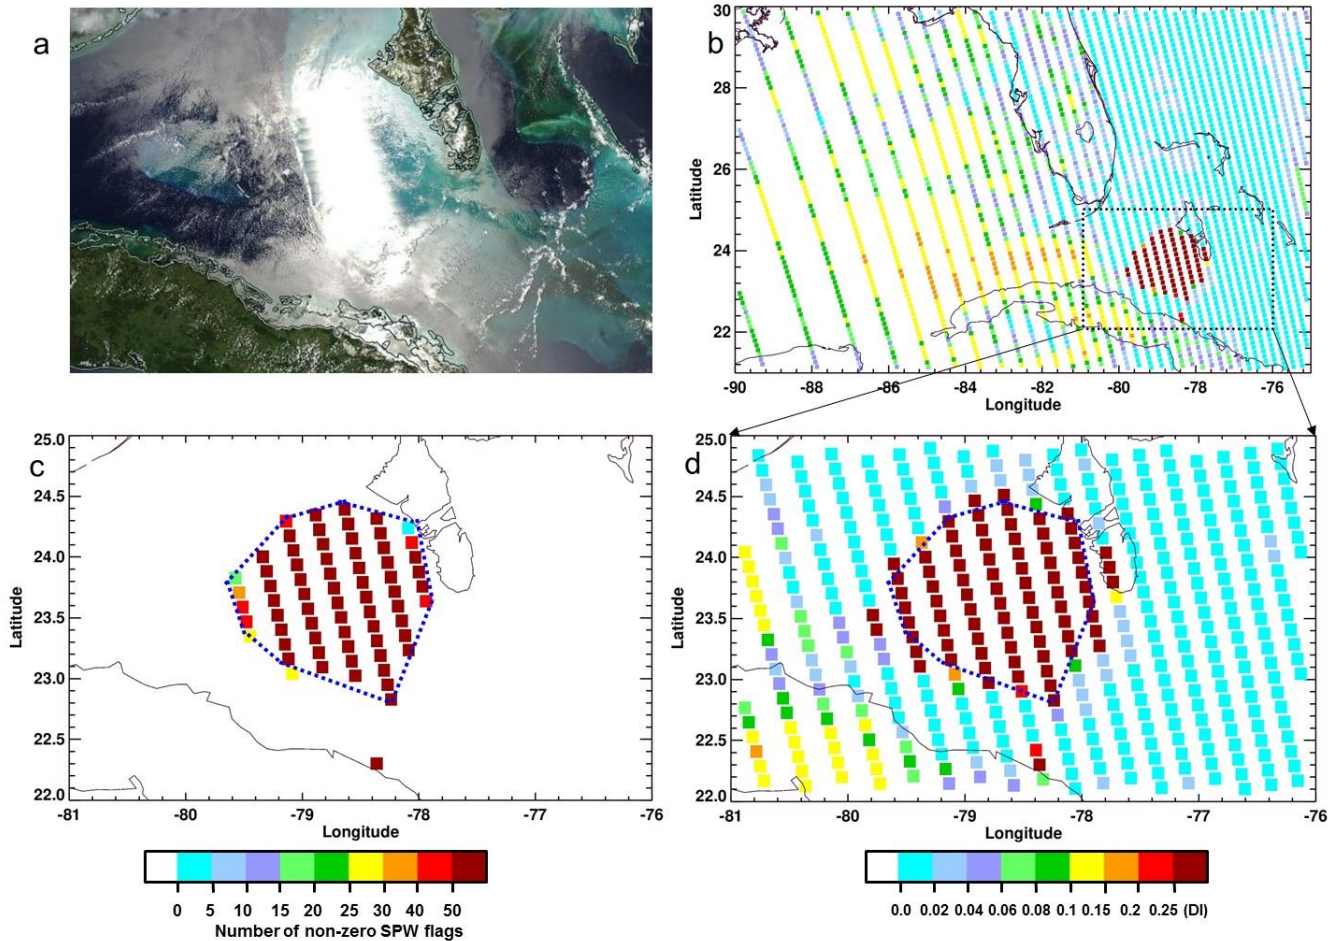 a
b
30
28
26
24
22
Latitude
-90 -88 -86 -84 -82 -80 -78 -76
Longitude
c
25.0
24.5
24.0
23.5
23.0
22.5
22.0
Latitude
-81 -80 -79 -78 -77 -76
Longitude
0 5 10 15 20 25 30 40 50
Number of non-zero SPW flags
d
25.0
24.5
24.0
23.5
23.0
22.5
22.0
Latitude
-81 -80 -79 -78 -77 -76
Longitude
0.0 0.02 0.04 0.06 0.08 0.1 0.15 0.2 0.25 (DI)